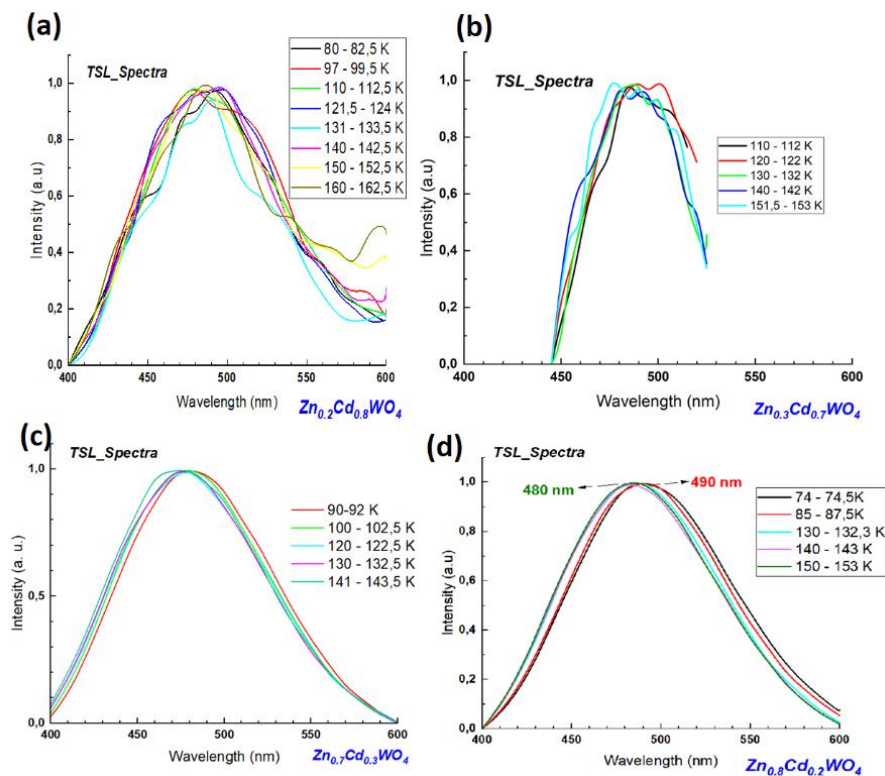 (a)
TSL_Spectra
80 - 82,5 K
97 - 99,5 K
110 - 112,5 K
121,5 - 124 K
131 - 133,5 K
140 - 142,5 K
150 - 152,5 K
160 - 162,5 K
Intensity (a.u)
1,0
0,8
0,6
0,4
0,2
0,0
400 450 500 550 600
Wavelength (nm)
Zn0.2Cd0.8WO4
(b)
TSL_Spectra
110 - 112 K
120 - 122 K
130 - 132 K
140 - 142 K
151,5 - 153 K
Intensity (a.u)
1,0
0,8
0,6
0,4
0,2
0,0
400 450 500 550 600
Wavelength (nm)
Zn0.3Cd0.7WO4
(c)
TSL_Spectra
90-92 K
100 - 102,5 K
120 - 122,5 K
130 - 132,5 K
141 - 143,5 K
Intensity (a. u.)
1,0
0,5
0,0
400 450 500 550 600
Wavelength (nm)
Zn0.7Cd0.3WO4
(d)
TSL_Spectra
480 nm
490 nm
74 - 74,5K
85 - 87,5K
130 - 132,3 K
140 - 143 K
150 - 153 K
Intensity (a.u)
1,0
0,8
0,6
0,4
0,2
0,0
400 450 500 550 600
Wavelength (nm)
Zn0.8Cd0.2WO4